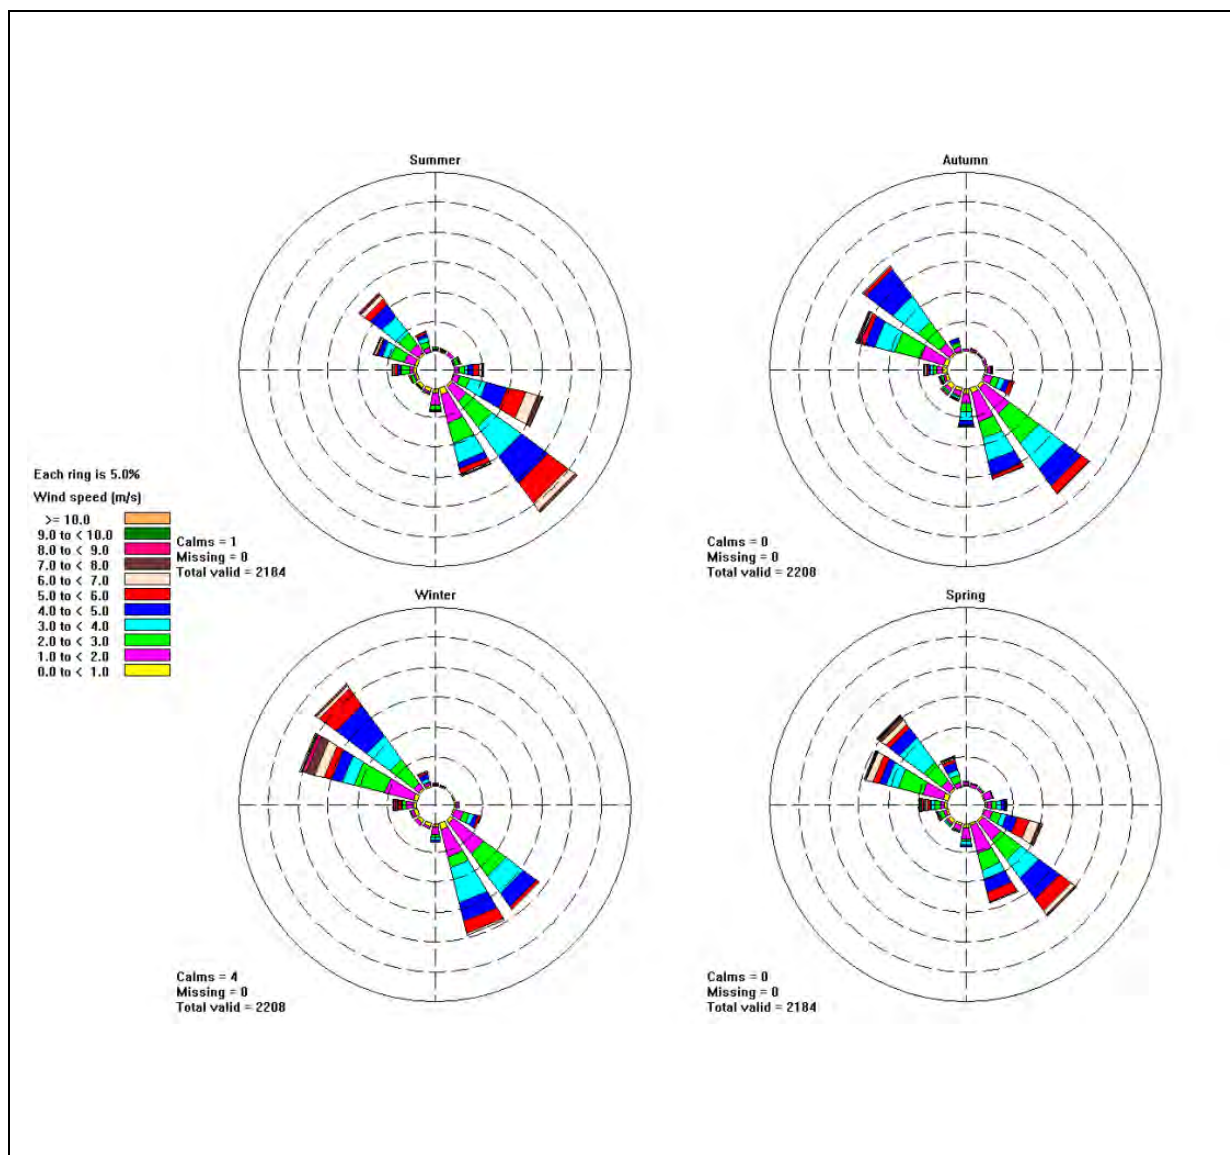 Summer
Autumn
Each ring is 5.0%
Wind speed (m/s)
>= 10.0
9.0 to < 10.0
8.0 to < 9.0
7.0 to < 8.0
6.0 to < 7.0
5.0 to < 6.0
4.0 to < 5.0
3.0 to < 4.0
2.0 to < 3.0
1.0 to < 2.0
0.0 to < 1.0
Calms = 1
Missing = 0
Total valid = 2184
Calms = 0
Missing = 0
Total valid = 2208
Winter
Spring
Calms = 4
Missing = 0
Total valid = 2208
Calms = 0
Missing = 0
Total valid = 2184